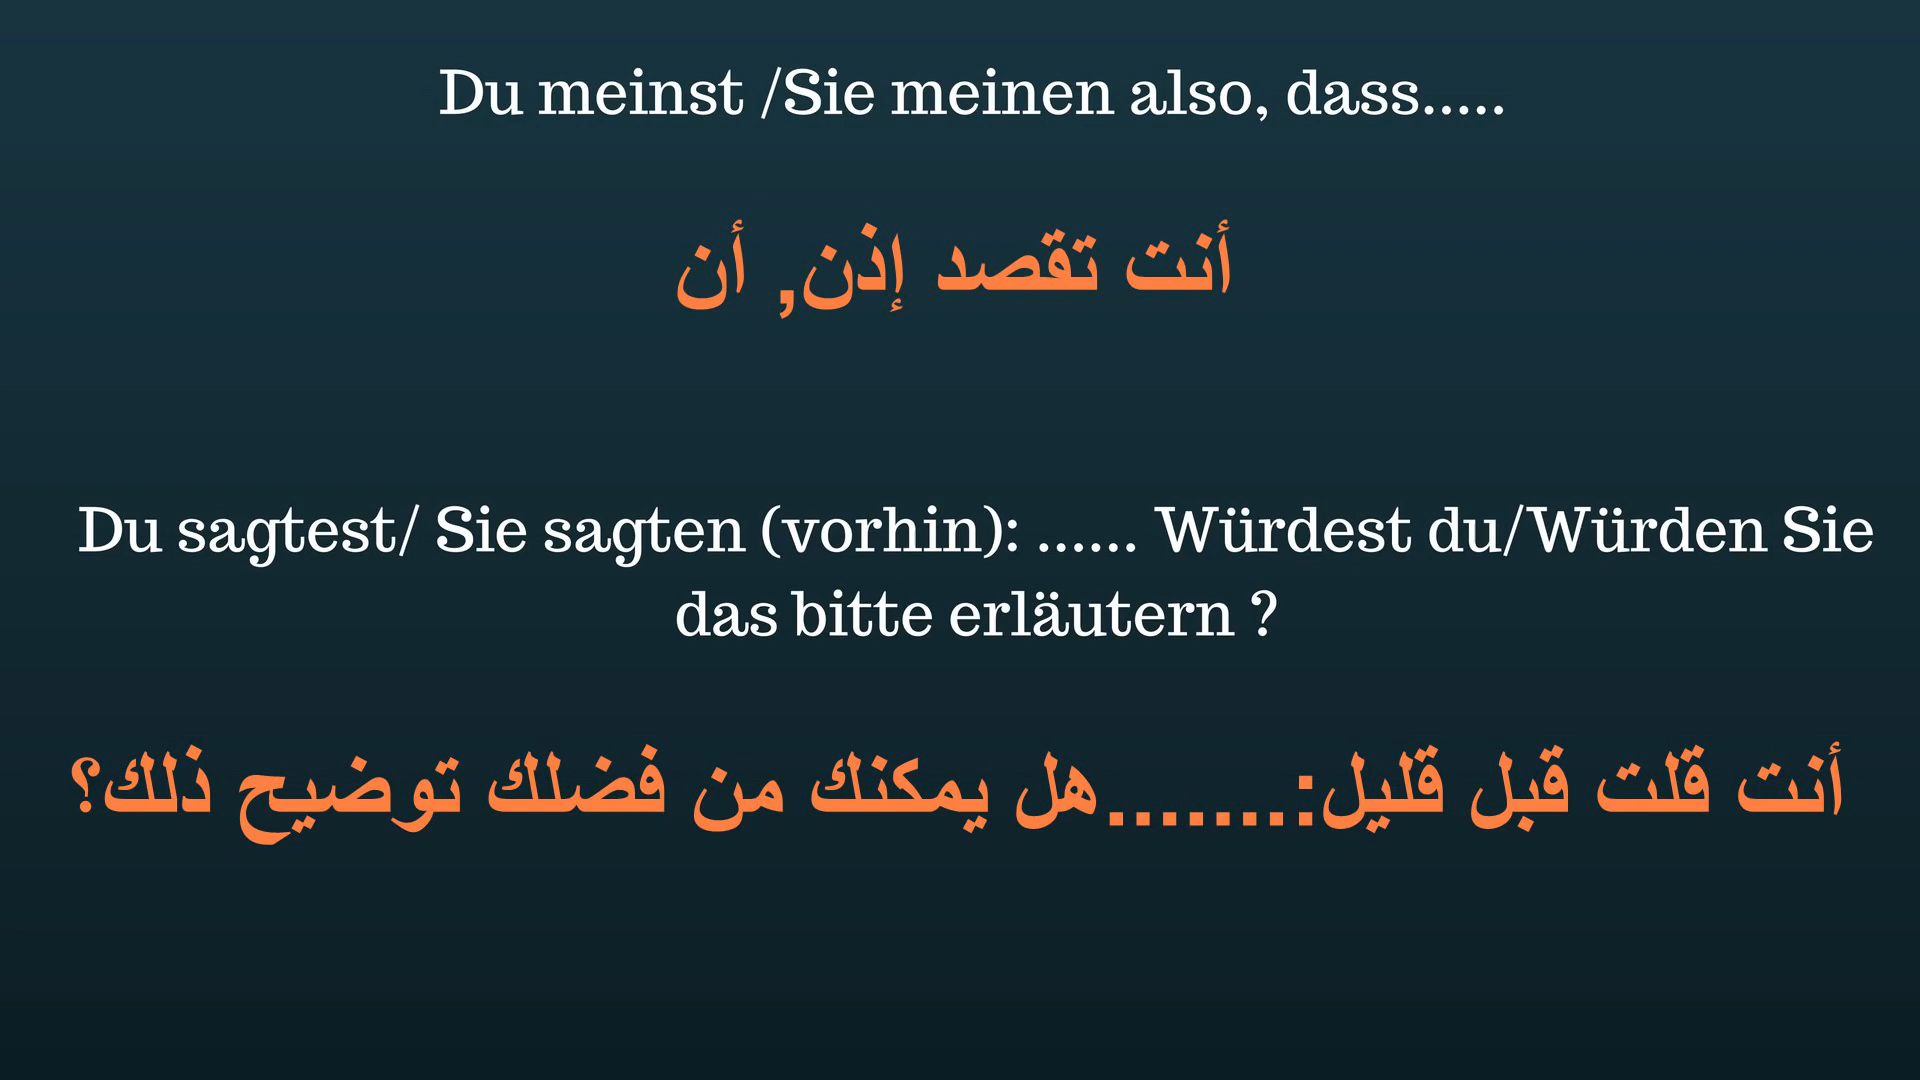 Du meinst /Sie meinen also, dass.....
أنت تقصد إذن, أن
Du sagtest/ Sie sagten (vorhin): ...... Würdest du/Würden Sie
das bitte erläutern ?
أنت قلت قبل قليل:.......هل يمكنك من فضلك توضيح ذلك؟